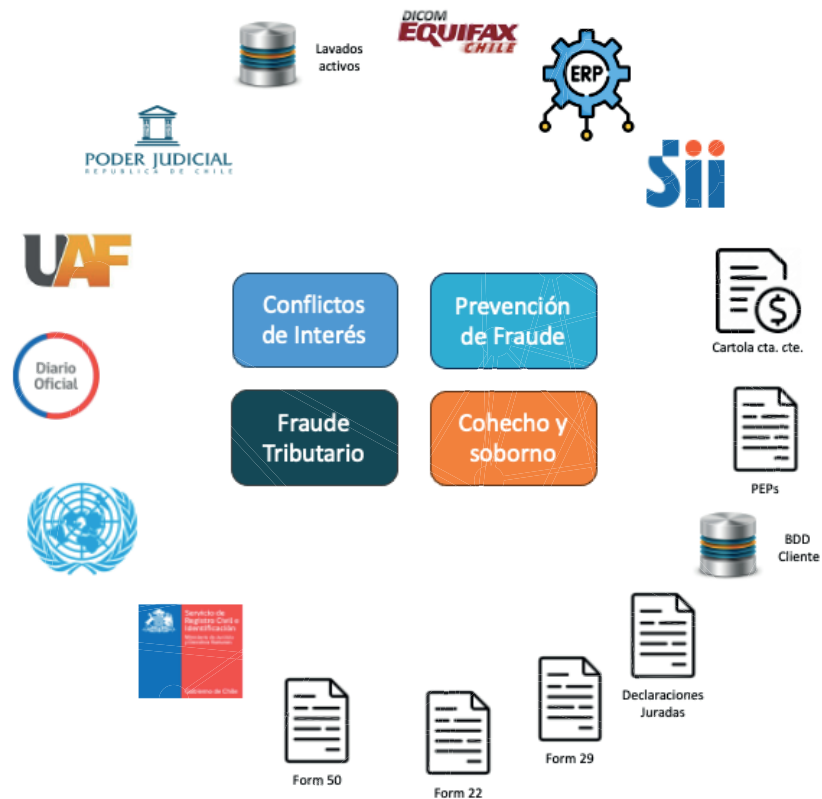 DICOM
EQUIFAX
CHILE
Lavados
activos
ERP
PODER JUDICIAL
REPUBLICA DE CHILE
Sii
UAF
Conflictos
de Interés
Prevención
de Fraude
$
Cartola cta. cte.
Diario
Oficial
Fraude
Tributario
Cohecho y
soborno
PEPs
BDD
Cliente
Servicio de
Registro Civil e
Identificación
Gobierno de Chile
Declaraciones
Juradas
Form 29
Form 50
Form 22